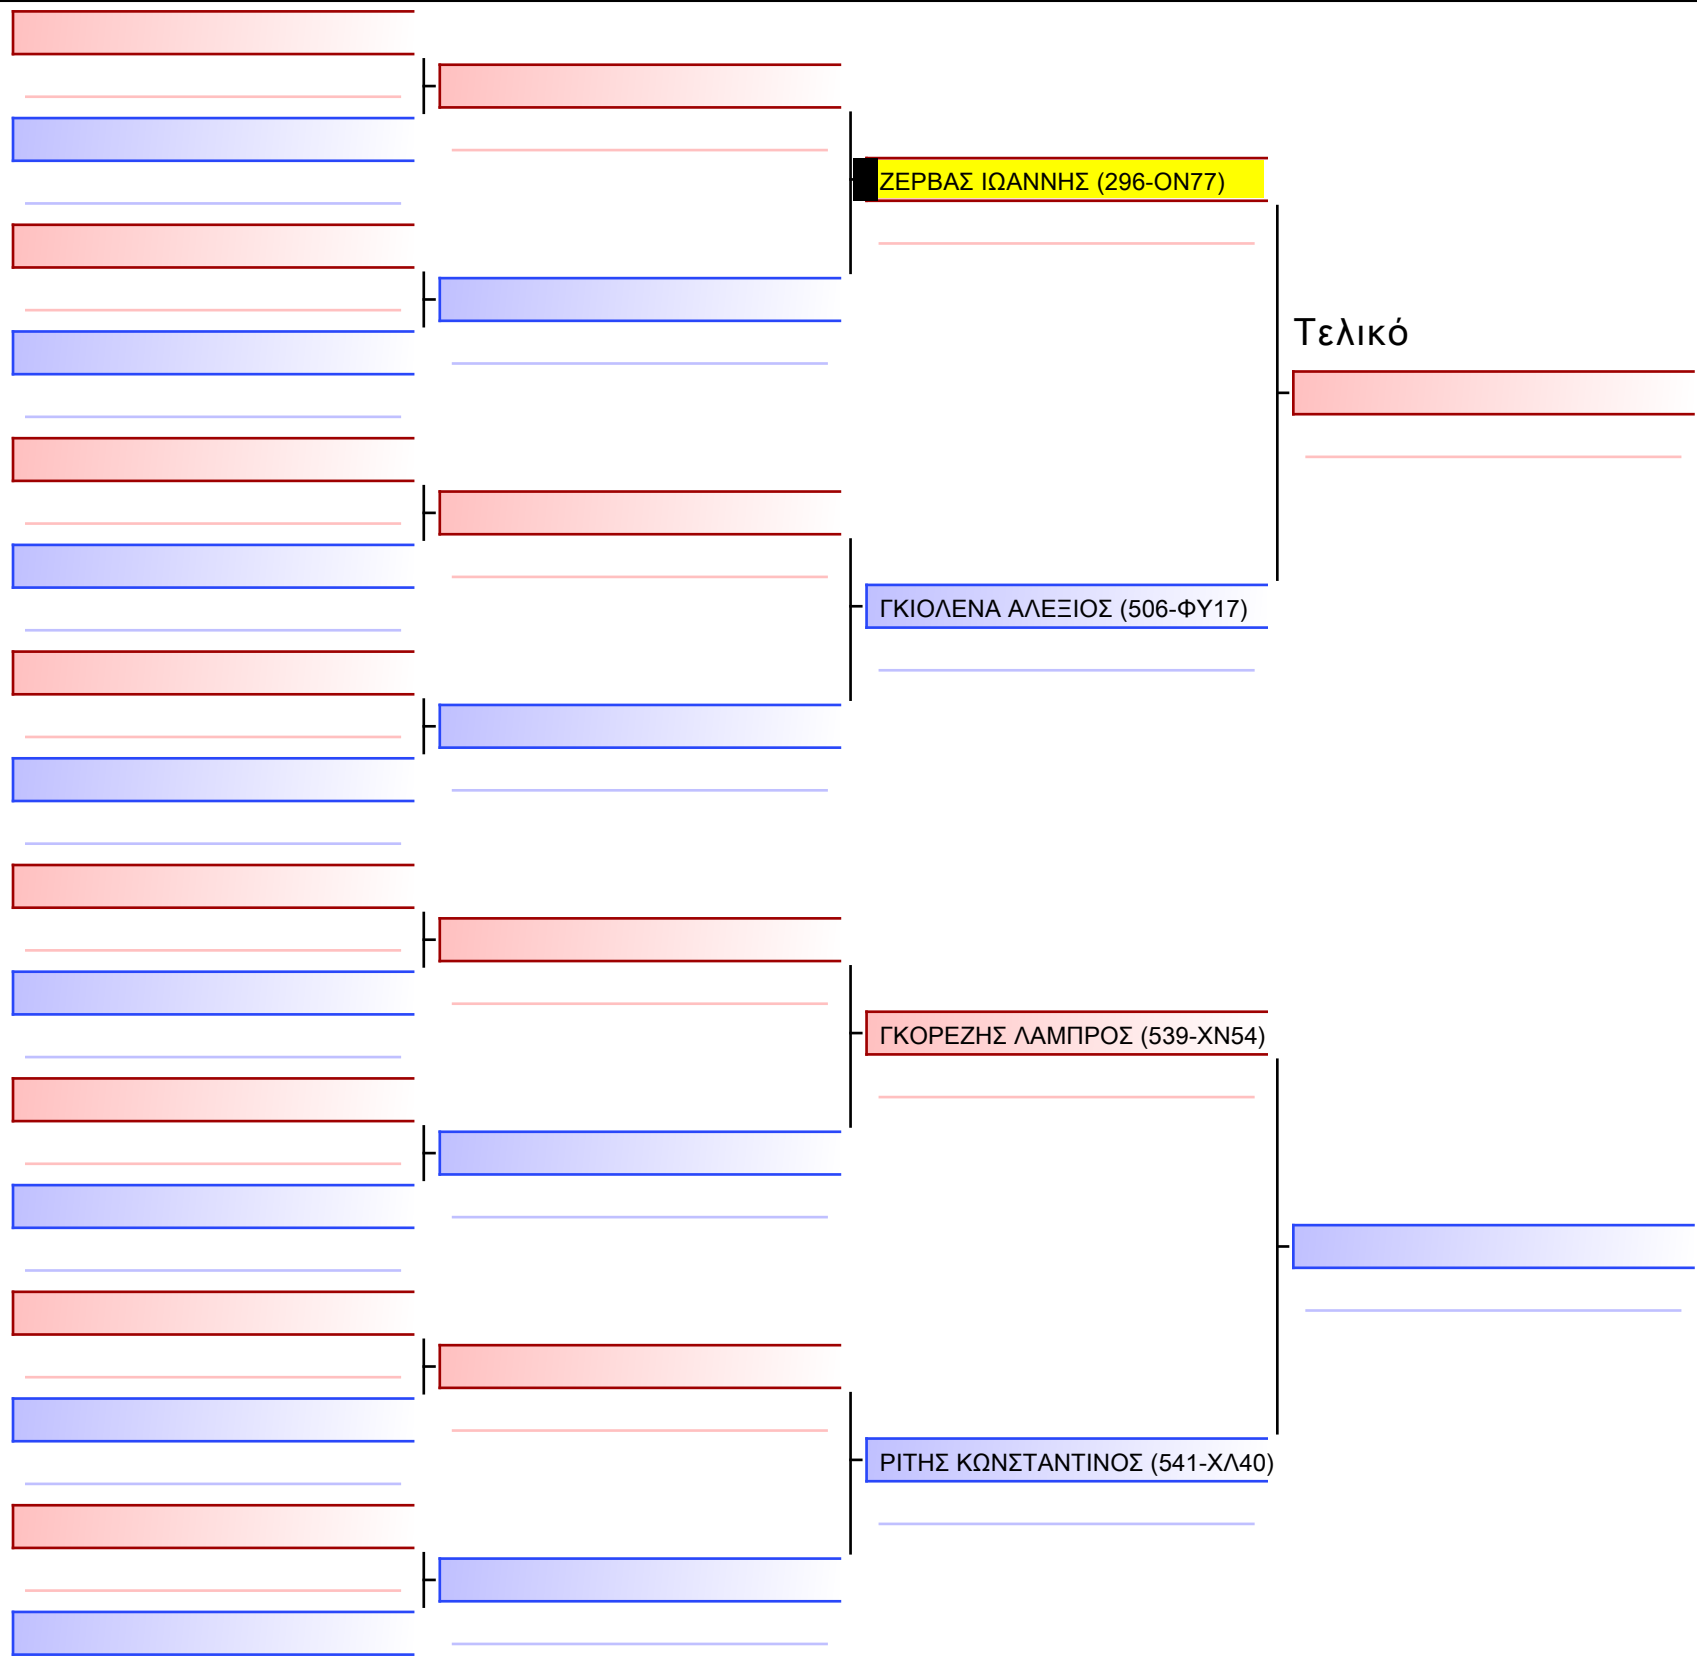 ΖΕΡΒΑΣ ΙΩΑΝΝΗΣ (296-ΟΝ77)
Τελικό
ΓΚΙΟΛΕΝΑ ΑΛΕΞΙΟΣ (506-ΦΥ17)
ΓΚΟΡΕΖΗΣ ΛΑΜΠΡΟΣ (539-ΧΝ54)
ΡΙΤΗΣ ΚΩΝΣΤΑΝΤΙΝΟΣ (541-ΧΛ40)